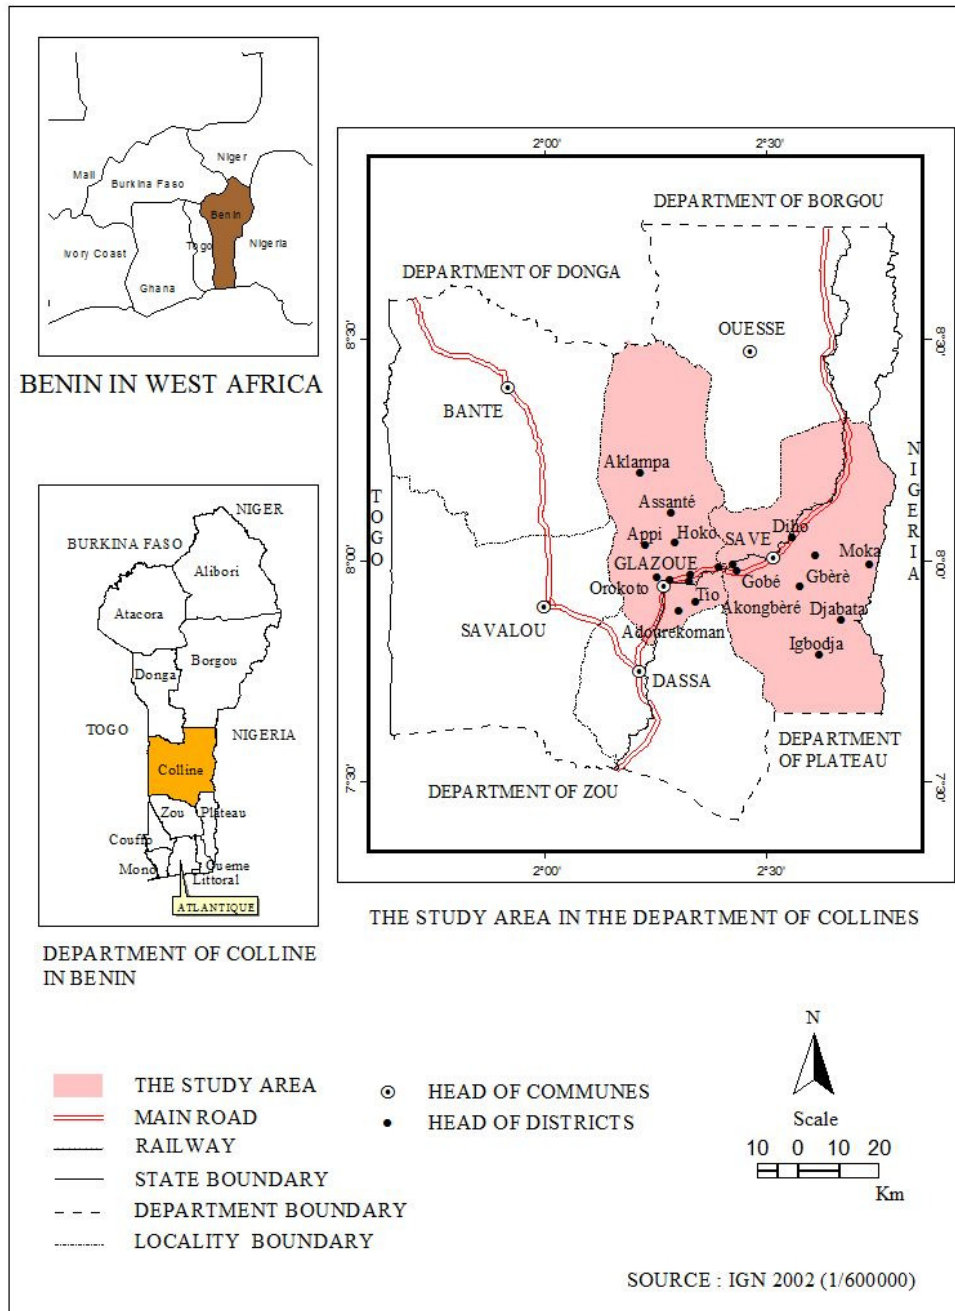 Mali
Niger
Burkina Faso
Benin
Togo
Nigeria
Ivory Coast
Ghana
BENIN IN WEST AFRICA
NIGER
BURKINA FASO
Alibori
Atacora
Borgou
Donga
TOGO
NIGERIA
Colline
Zou
Plateau
Couffo
Mono
Oueme
Littoral
ATLANTIQUE
DEPARTMENT OF COLLINE
IN BENIN
2°00'
2°30'
DEPARTMENT OF BORGOU
DEPARTMENT OF DONGA
OUESSE
8°30'
8°30'
BANTE
TOGO
NIGERIA
Aklampa
Assanté
Appi
Hoko
SAVE
Diho
Moka
8°00'
8°00'
GLAZOUE
Gobé
Gbèrè
Orokoto
Tio
Akongbèré
Djabata
SAVALOU
Adourekoman
Igbodja
DASSA
DEPARTMENT
OF PLATEAU
7°30'
7°30'
DEPARTMENT OF ZOU
2°00'
2°30'
THE STUDY AREA IN THE DEPARTMENT OF COLLINES
THE STUDY AREA
MAIN ROAD
RAILWAY
STATE BOUNDARY
DEPARTMENT BOUNDARY
LOCALITY BOUNDARY
HEAD OF COMMUNES
HEAD OF DISTRICTS
N
Scale
10 0 10 20
Km
SOURCE : IGN 2002 (1/600000)